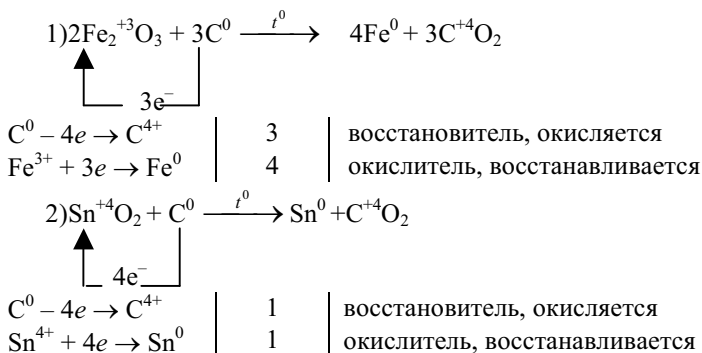 1)2Fe₂⁺³O₃ + 3C⁰ —t⁰→ 4Fe⁰ + 3C⁺⁴O₂
3e⁻
C⁰ – 4e → C⁴⁺ | 3 | восстановитель, окисляется
Fe³⁺ + 3e → Fe⁰ | 4 | окислитель, восстанавливается
2)Sn⁺⁴O₂ + C⁰ —t⁰→ Sn⁰ +C⁺⁴O₂
4e⁻
C⁰ – 4e → C⁴⁺ | 1 | восстановитель, окисляется
Sn⁴⁺ + 4e → Sn⁰ | 1 | окислитель, восстанавливается